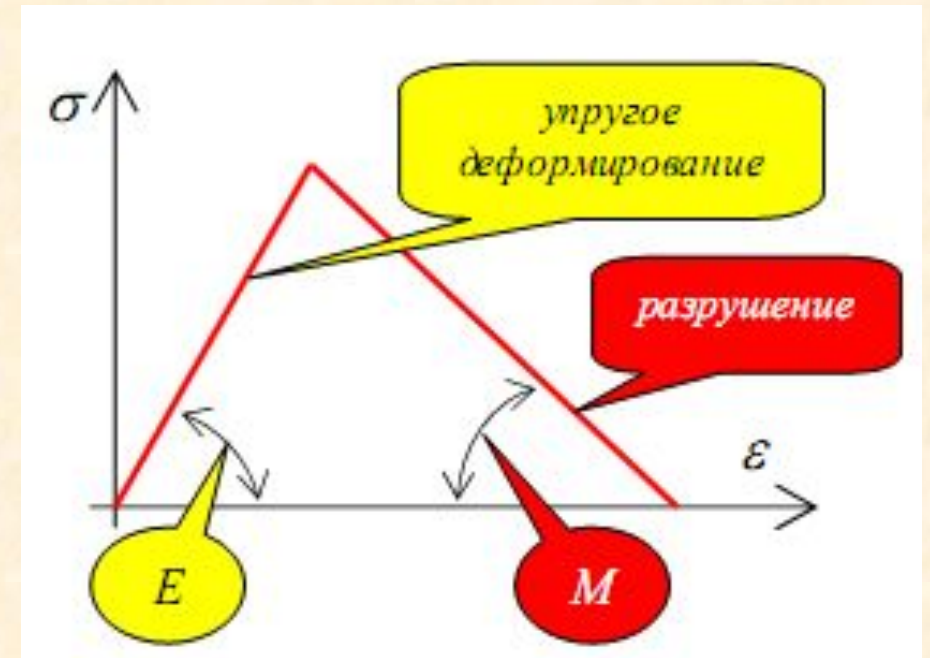 σ
упругое
деформирование
разрушение
ε
E
M